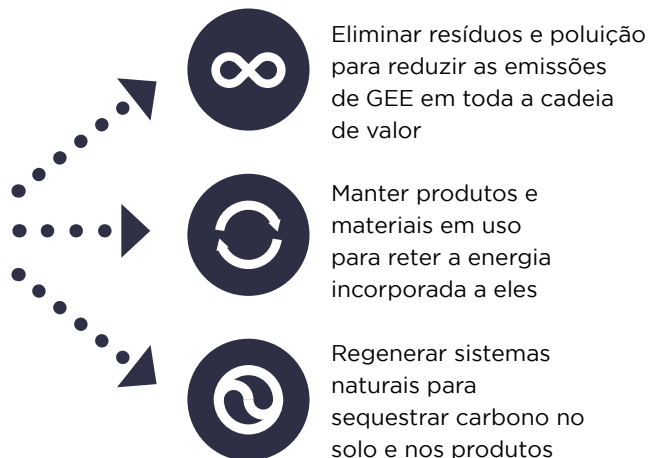 Eliminar resíduos e poluição
para reduzir as emissões
de GEE em toda a cadeia
de valor
Manter produtos e
materiais em uso
para reter a energia
incorporada a eles
Regenerar sistemas
naturais para
sequestrar carbono no
solo e nos produtos